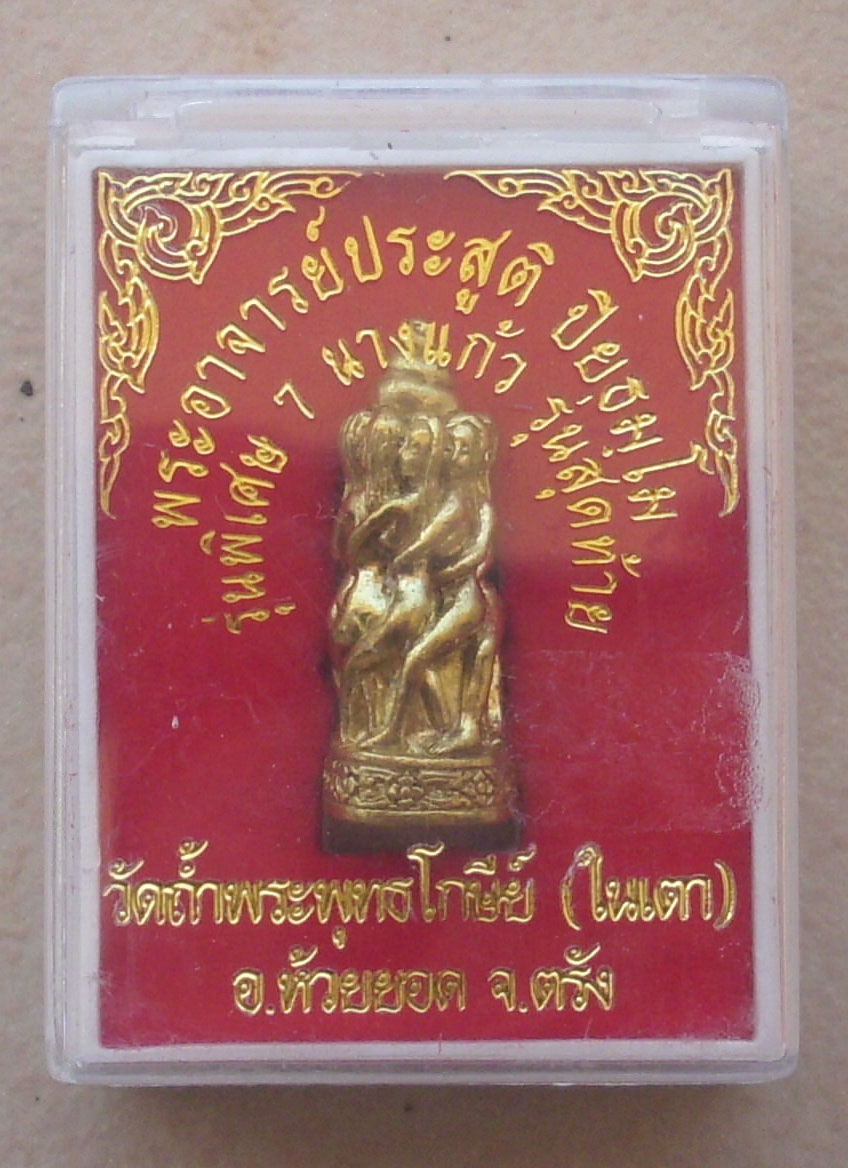 พระอาจารย์ประสูติ ปิยธมฺโม
รุ่นพิเศษ 7 นางแก้ว รุ่นสุดท้าย
วัดถ้ำพระพุทธโกษีย์ (ในเตา)
อ.ห้วยยอด จ.ตรัง